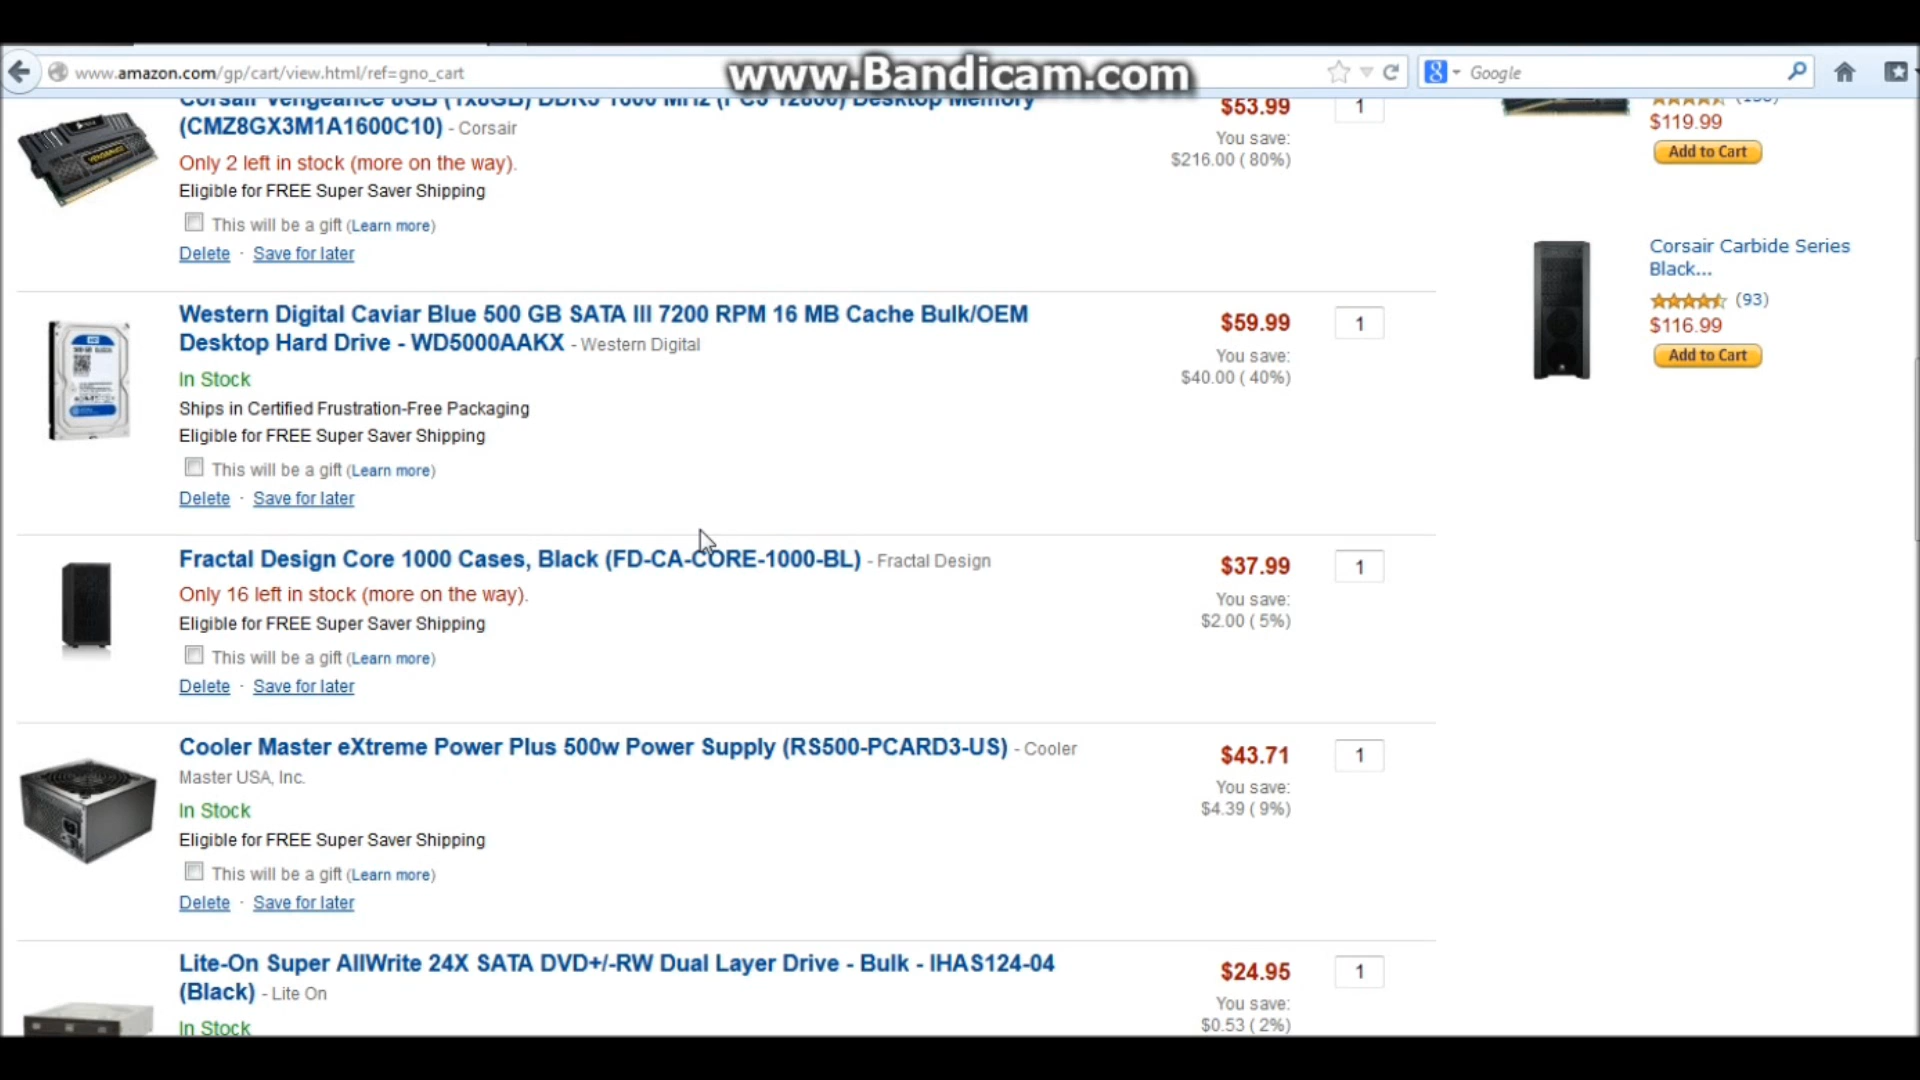 www.amazon.com/gp/cart/view.html/ref=gno_cart
www.Bandicam.com
Google
Corsair Vengeance 8GB (1x8GB) DDR3 1600 MHz (PC3 12800) Desktop Memory
(CMZ8GX3M1A1600C10) - Corsair
Only 2 left in stock (more on the way).
Eligible for FREE Super Saver Shipping
This will be a gift (Learn more)
Delete · Save for later
$53.99
You save:
$216.00 ( 80%)
1
$119.99
Add to Cart
Corsair Carbide Series
Black...
(93)
$116.99
Add to Cart
Western Digital Caviar Blue 500 GB SATA III 7200 RPM 16 MB Cache Bulk/OEM
Desktop Hard Drive - WD5000AAKX - Western Digital
In Stock
Ships in Certified Frustration-Free Packaging
Eligible for FREE Super Saver Shipping
This will be a gift (Learn more)
Delete · Save for later
$59.99
You save:
$40.00 ( 40%)
1
Fractal Design Core 1000 Cases, Black (FD-CA-CORE-1000-BL) - Fractal Design
Only 16 left in stock (more on the way).
Eligible for FREE Super Saver Shipping
This will be a gift (Learn more)
Delete · Save for later
$37.99
You save:
$2.00 ( 5%)
1
Cooler Master eXtreme Power Plus 500w Power Supply (RS500-PCARD3-US) - Cooler
Master USA, Inc.
In Stock
Eligible for FREE Super Saver Shipping
This will be a gift (Learn more)
Delete · Save for later
$43.71
You save:
$4.39 ( 9%)
1
Lite-On Super AllWrite 24X SATA DVD+/-RW Dual Layer Drive - Bulk - IHAS124-04
(Black) - Lite On
In Stock
$24.95
You save:
$0.53 ( 2%)
1